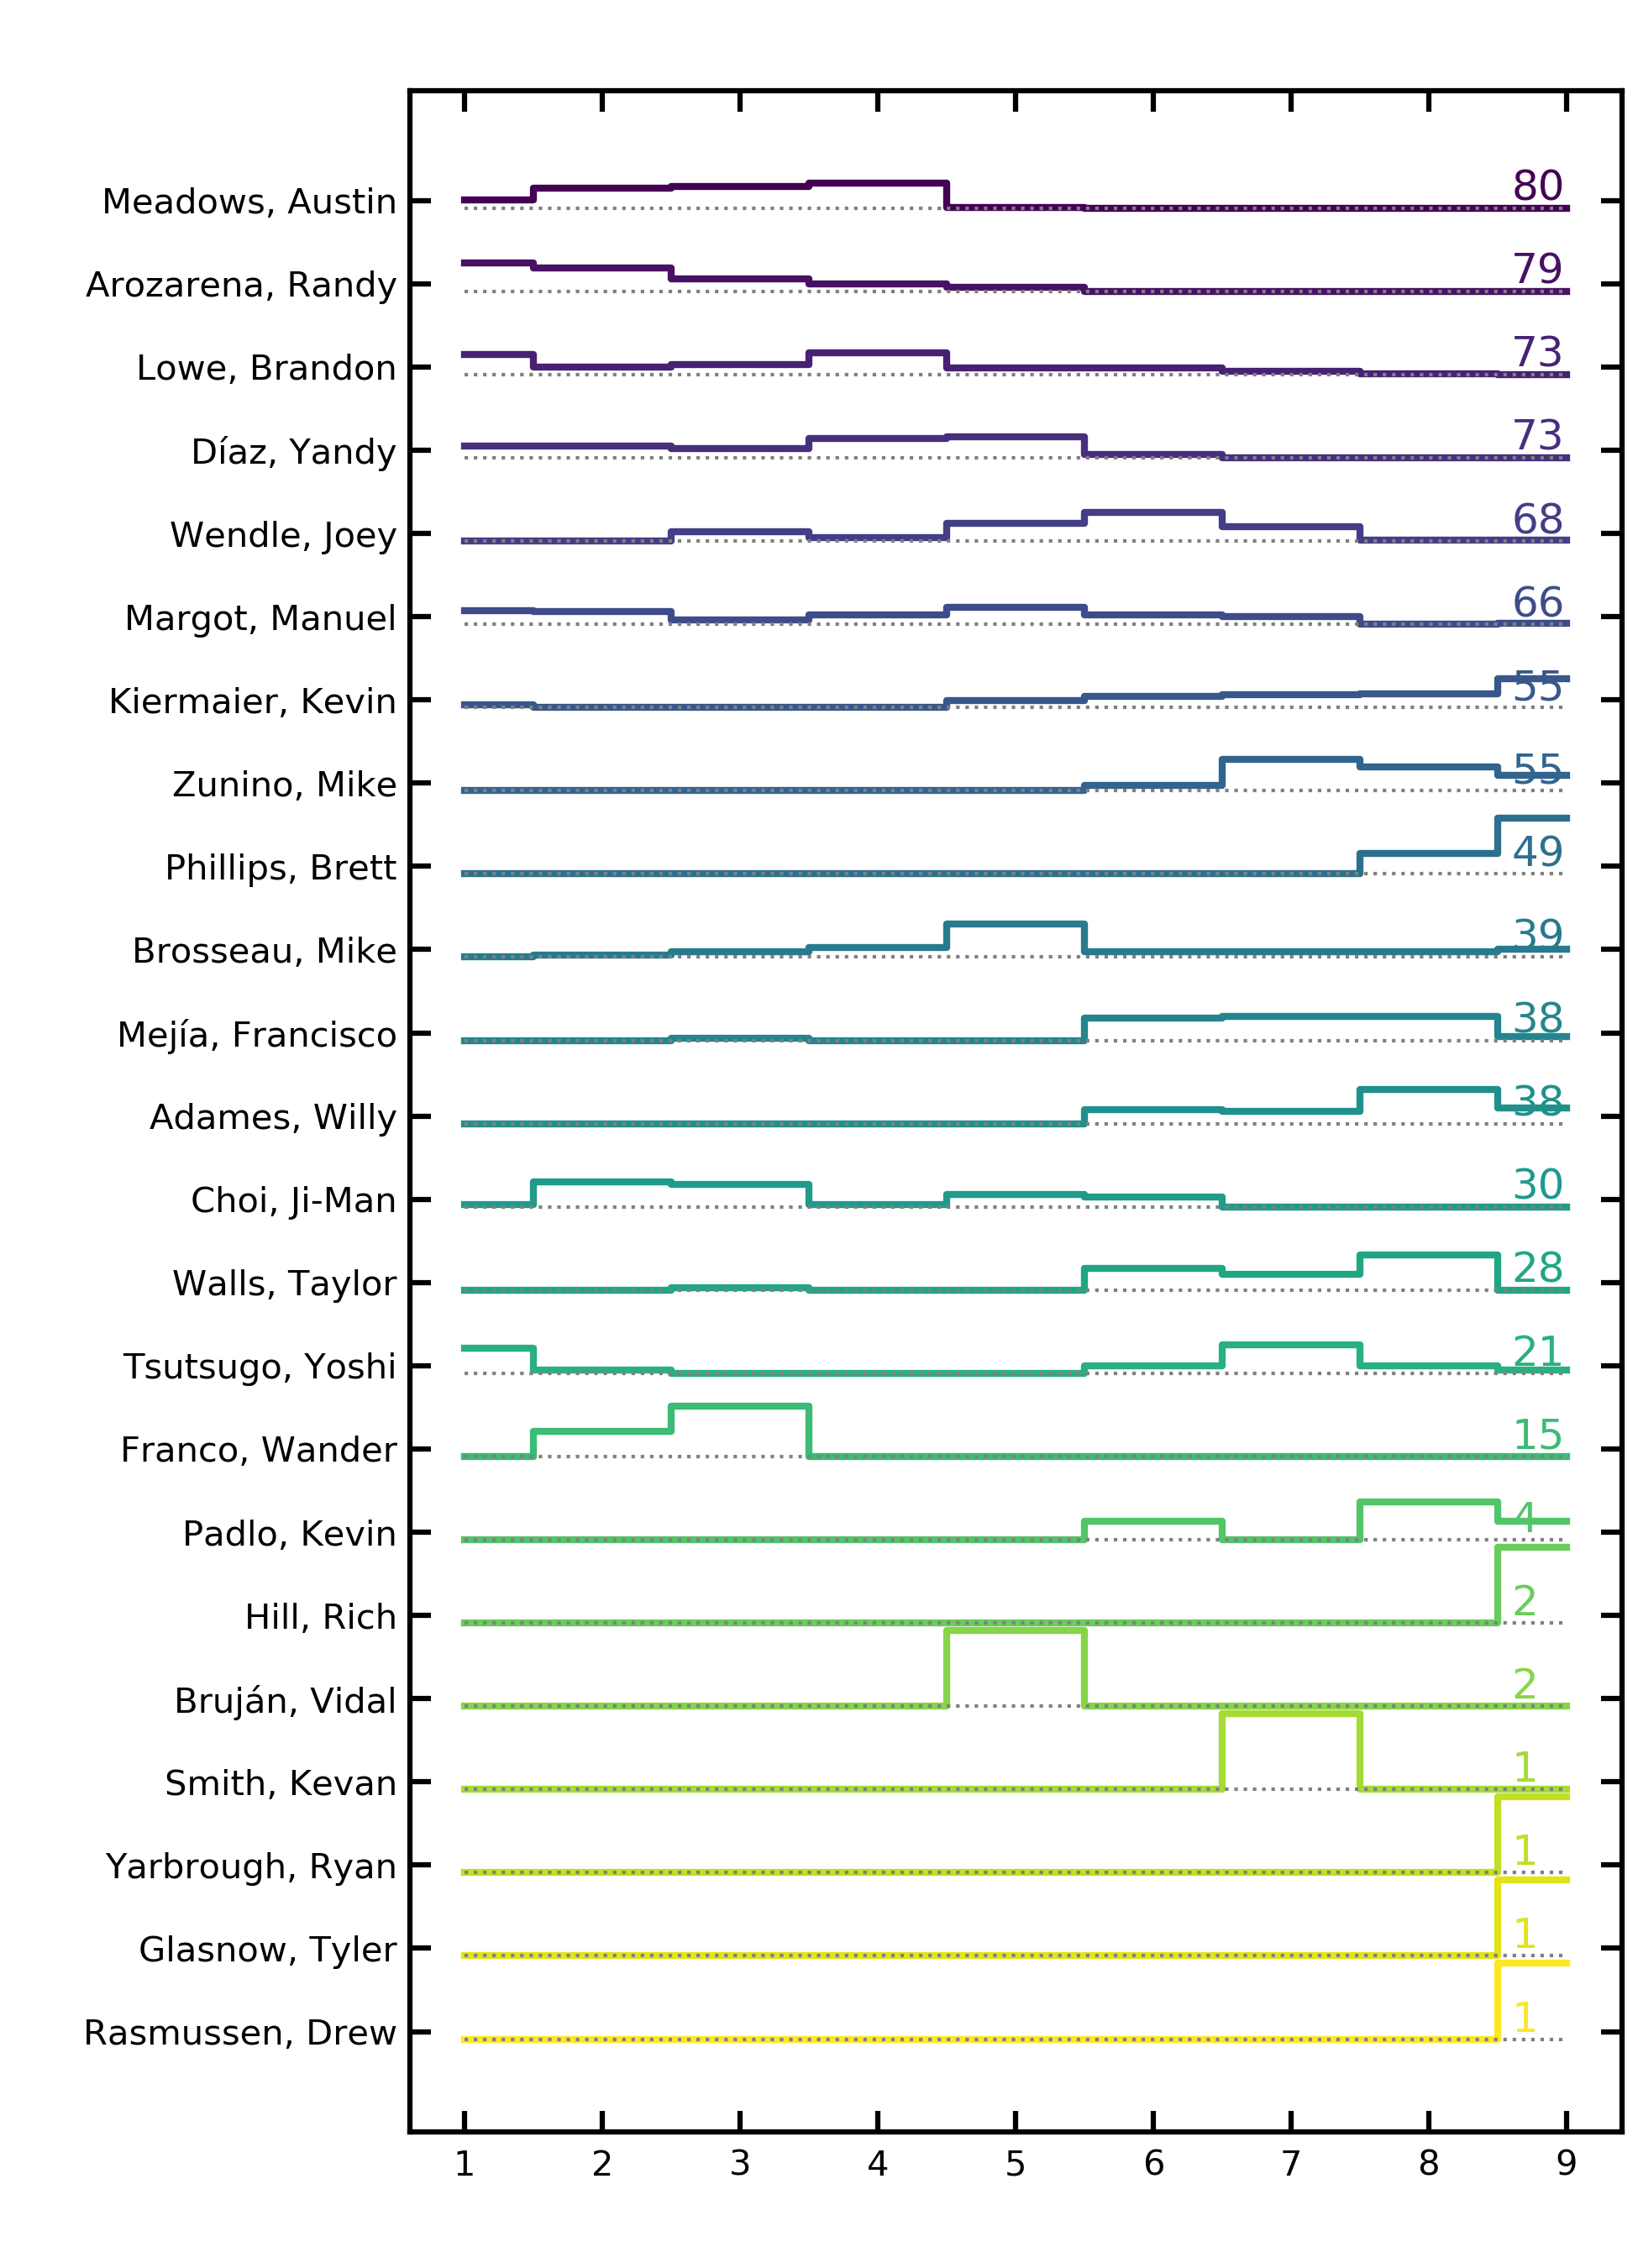 Meadows, Austin 80
Arozarena, Randy 79
Lowe, Brandon 73
Díaz, Yandy 73
Wendle, Joey 68
Margot, Manuel 66
Kiermaier, Kevin 55
Zunino, Mike 55
Phillips, Brett 49
Brosseau, Mike 39
Mejía, Francisco 38
Adames, Willy 38
Choi, Ji-Man 30
Walls, Taylor 28
Tsutsugo, Yoshi 21
Franco, Wander 15
Padlo, Kevin 4
Hill, Rich 2
Bruján, Vidal 2
Smith, Kevan 1
Yarbrough, Ryan 1
Glasnow, Tyler 1
Rasmussen, Drew 1
1 2 3 4 5 6 7 8 9